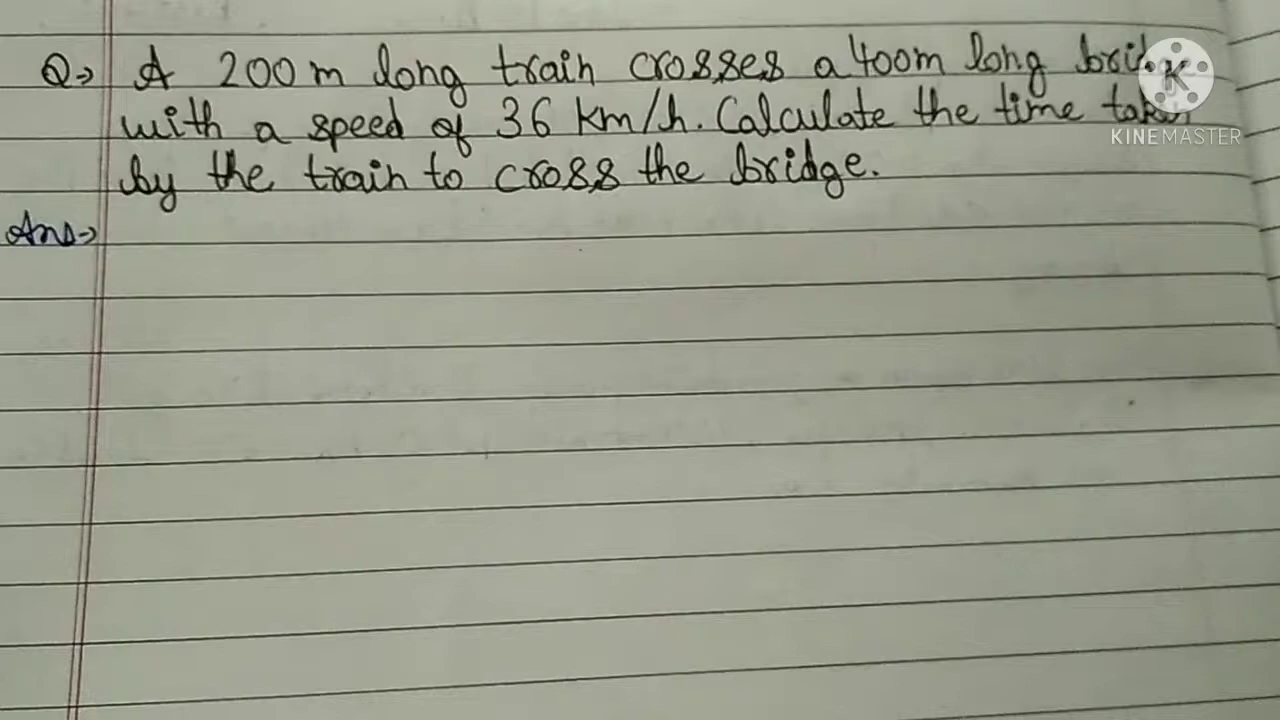 Q→ A 200 m long train crosses a 400m long
with a speed of 36 km/h. Calculate the time taken
by the train to cross the bridge.
Ans→
K
KINEMASTER